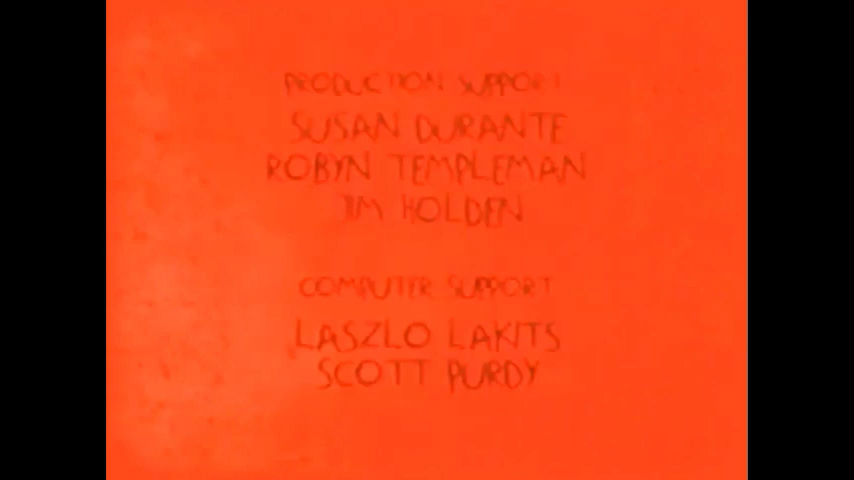 PRODUCTION SUPPORT
SUSAN DURANTE
ROBYN TEMPLEMAN
JIM HOLDEN
COMPUTER SUPPORT
LASZLO LAKITS
SCOTT PURDY